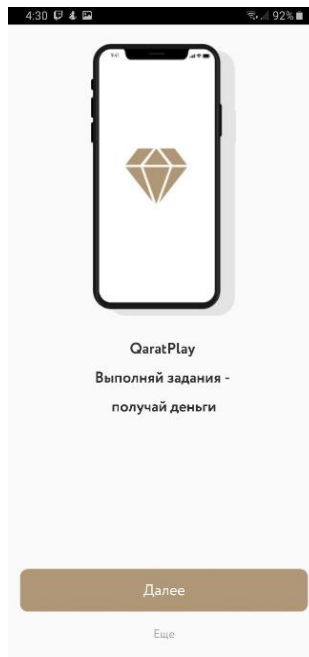 4:30 92%
QaratPlay
Выполняй задания -
получай деньги
Далее
Еще